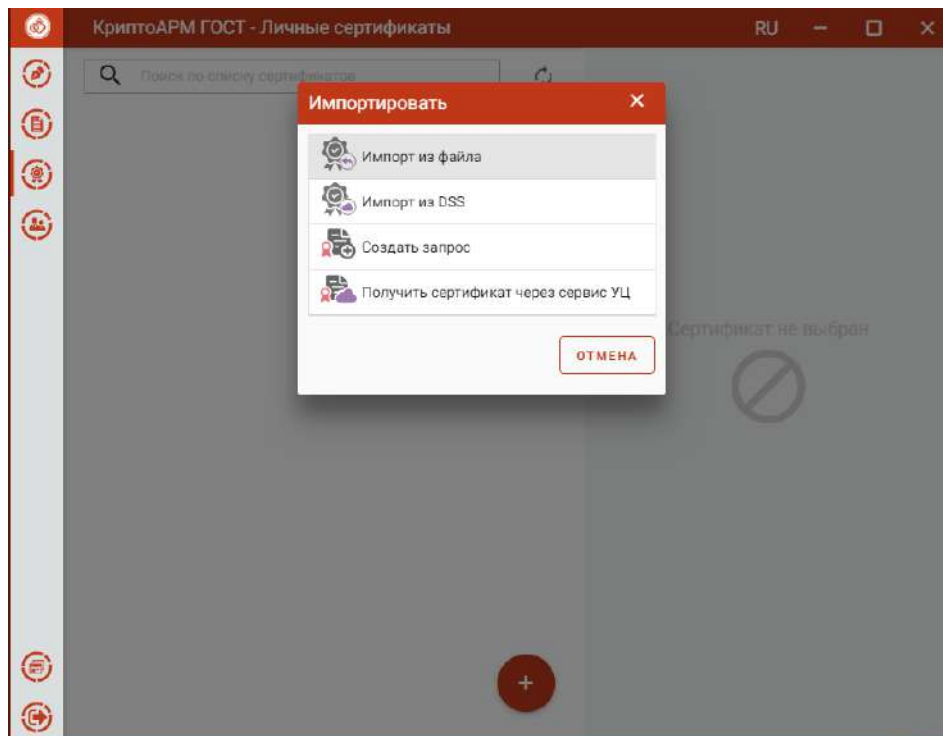 КриптоАРМ ГОСТ - Личные сертификаты RU
Поиск по списку сертификатов
Импортировать
Импорт из файла
Импорт из DSS
Создать запрос
Получить сертификат через сервис УЦ
ОТМЕНА
Сертификат не выбран